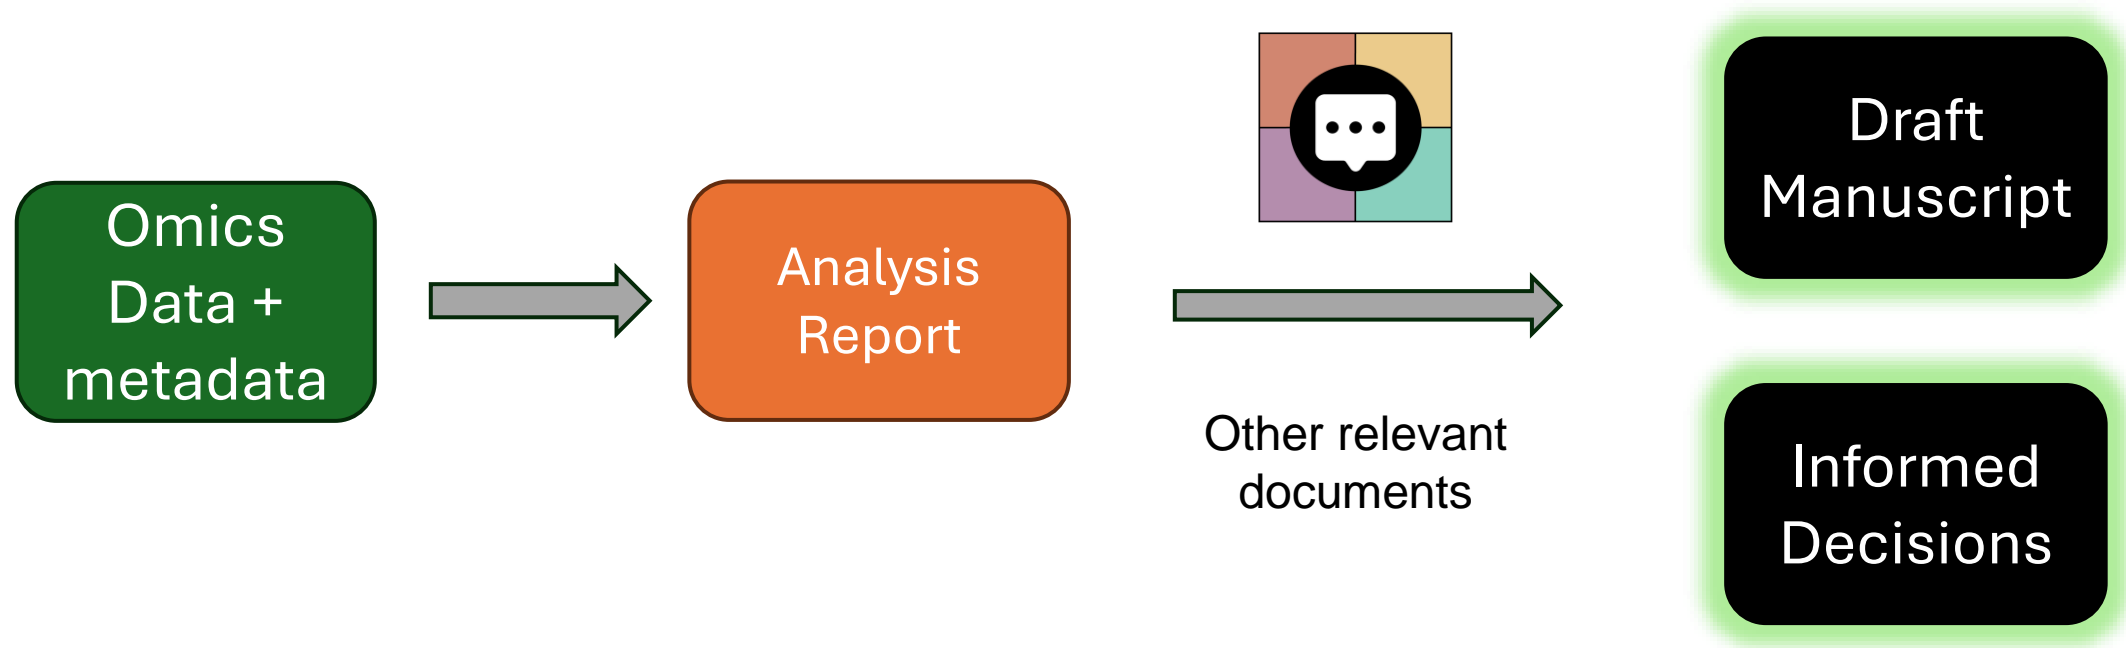 Omics
Data +
metadata
Analysis
Report
Other relevant
documents
Draft
Manuscript
Informed
Decisions